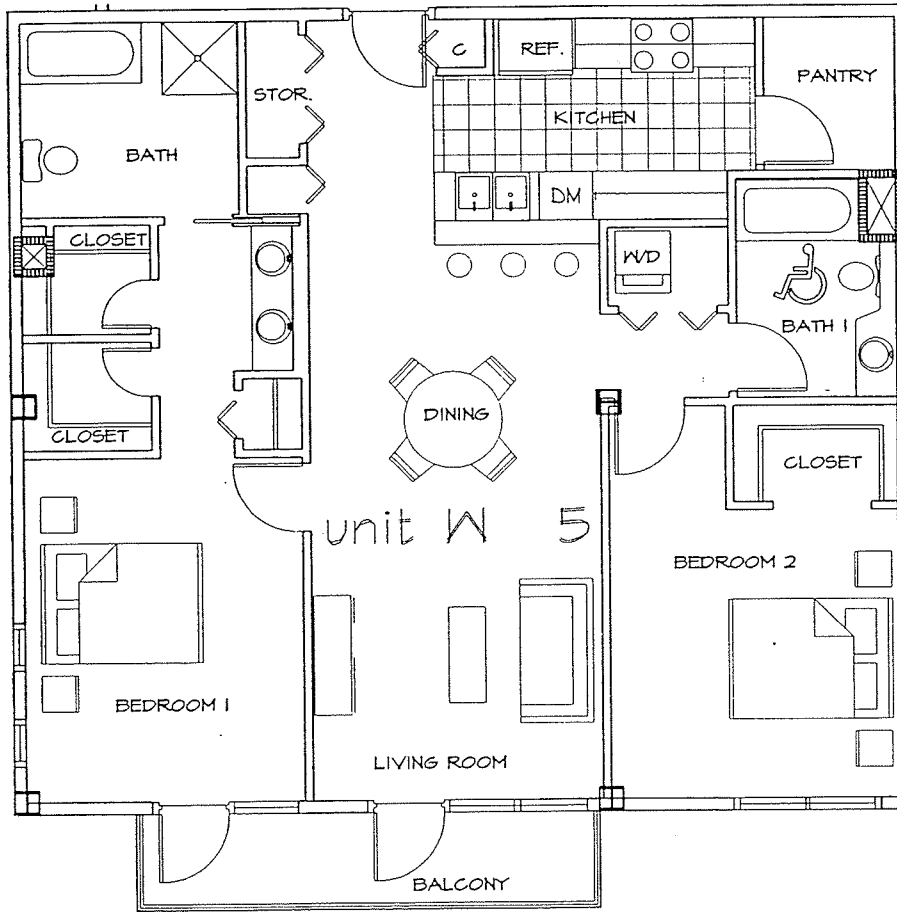 C
REF.
PANTRY
STOR.
KITCHEN
BATH
DM
CLOSET
W/D
BATH 1
DINING
CLOSET
CLOSET
unit W 5
BEDROOM 2
BEDROOM 1
LIVING ROOM
BALCONY